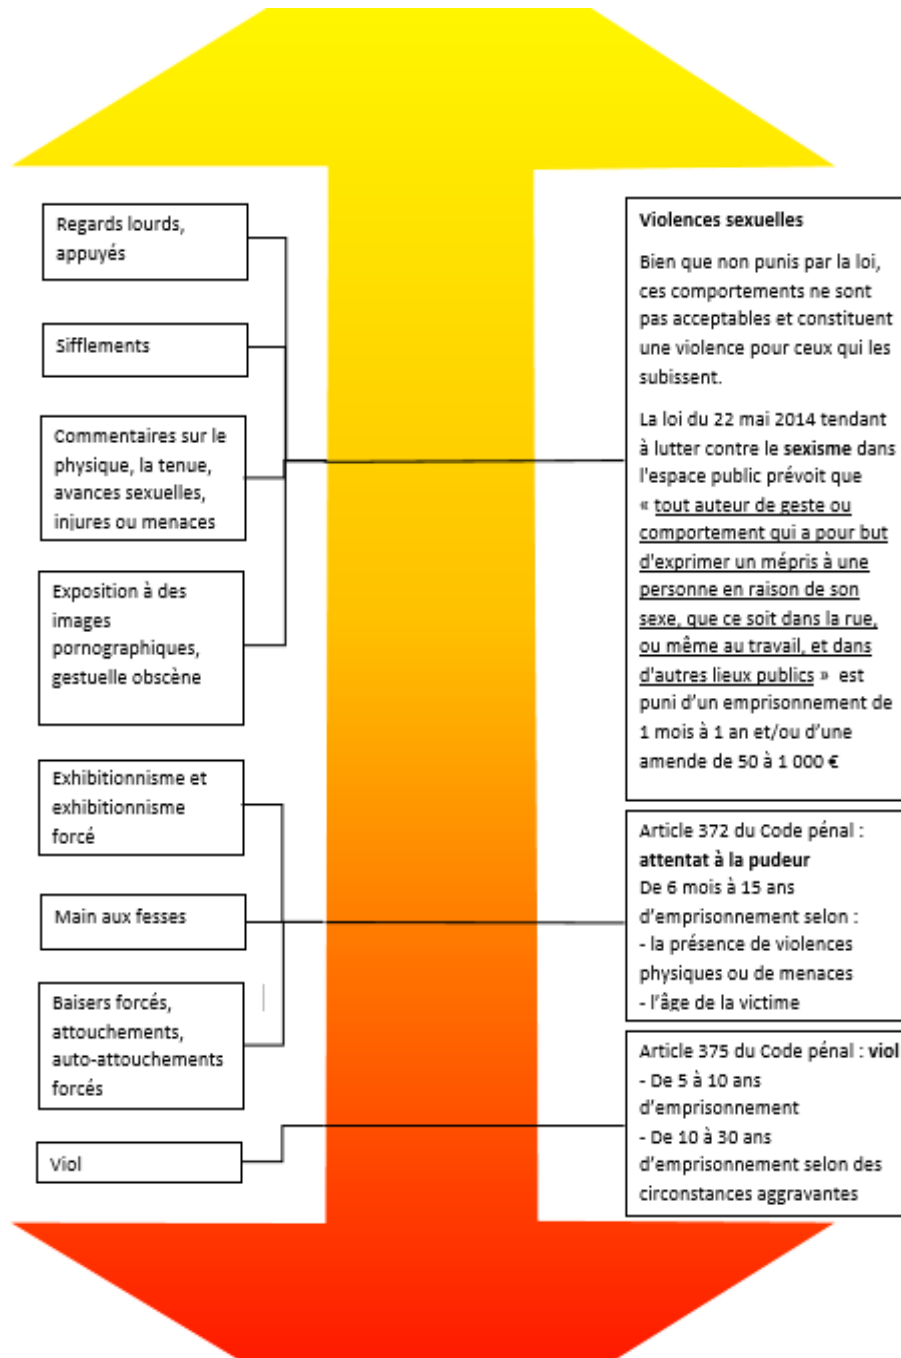 Regards lourds,
appuyés
Sifflements
Commentaires sur le
physique, la tenue,
avances sexuelles,
injures ou menaces
Exposition à des
images
pornographiques,
gestuelle obscène
Exhibitionnisme et
exhibitionnisme
forcé
Main aux fesses
Baisers forcés,
attouchements,
auto-attouchements
forcés
Viol
Violences sexuelles
Bien que non punis par la loi,
ces comportements ne sont
pas acceptables et constituent
une violence pour ceux qui les
subissent.
La loi du 22 mai 2014 tendant
à lutter contre le sexisme dans
l'espace public prévoit que
« tout auteur de geste ou
comportement qui a pour but
d'exprimer un mépris à une
personne en raison de son
sexe, que ce soit dans la rue,
ou même au travail, et dans
d'autres lieux publics » est
puni d’un emprisonnement de
1 mois à 1 an et/ou d’une
amende de 50 à 1 000 €
Article 372 du Code pénal :
attentat à la pudeur
De 6 mois à 15 ans
d’emprisonnement selon :
- la présence de violences
physiques ou de menaces
- l’âge de la victime
Article 375 du Code pénal : viol
- De 5 à 10 ans
d’emprisonnement
- De 10 à 30 ans
d’emprisonnement selon des
circonstances aggravantes